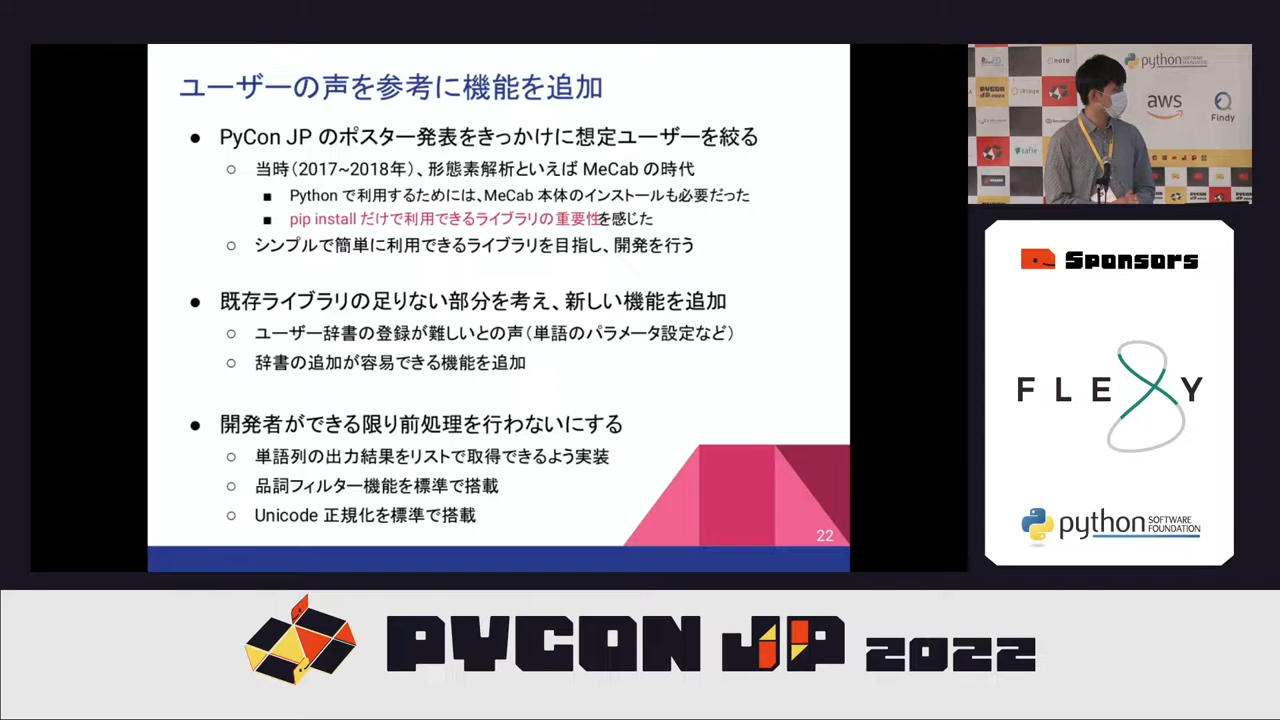 ユーザーの声を参考に機能を追加
● PyCon JP のポスター発表をきっかけに想定ユーザーを絞る
○ 当時（2017~2018年）、形態素解析といえば MeCab の時代
■ Python で利用するためには、MeCab 本体のインストールも必要だった
■ pip install だけで利用できるライブラリの重要性を感じた
○ シンプルで簡単に利用できるライブラリを目指し、開発を行う
● 既存ライブラリの足りない部分を考え、新しい機能を追加
○ ユーザー辞書の登録が難しいとの声（単語のパラメータ設定など）
○ 辞書の追加が容易できる機能を追加
● 開発者ができる限り前処理を行わないにする
○ 単語列の出力結果をリストで取得できるよう実装
○ 品詞フィルター機能を標準で搭載
○ Unicode 正規化を標準で搭載
22
note
python
SOFTWARE FOUNDATION
PYCON
JP 2022
aws
Findy
Sponsors
FLEXY
python
SOFTWARE
FOUNDATION
PYCON JP 2022